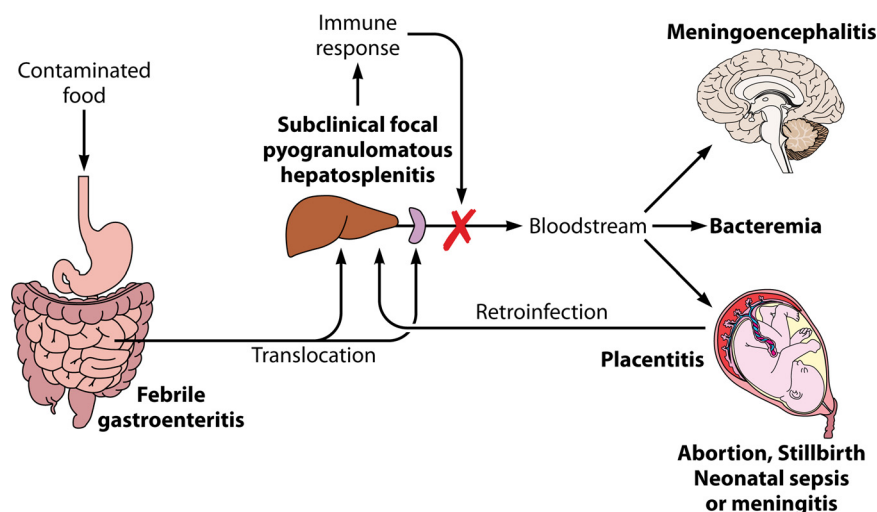 Contaminated
food
Febrile
gastroenteritis
Translocation
Immune
response
Subclinical focal
pyogranulomatous
hepatosplenitis
Bloodstream
Retroinfection
Meningoencephalitis
Bacteremia
Placentitis
Abortion, Stillbirth
Neonatal sepsis
or meningitis